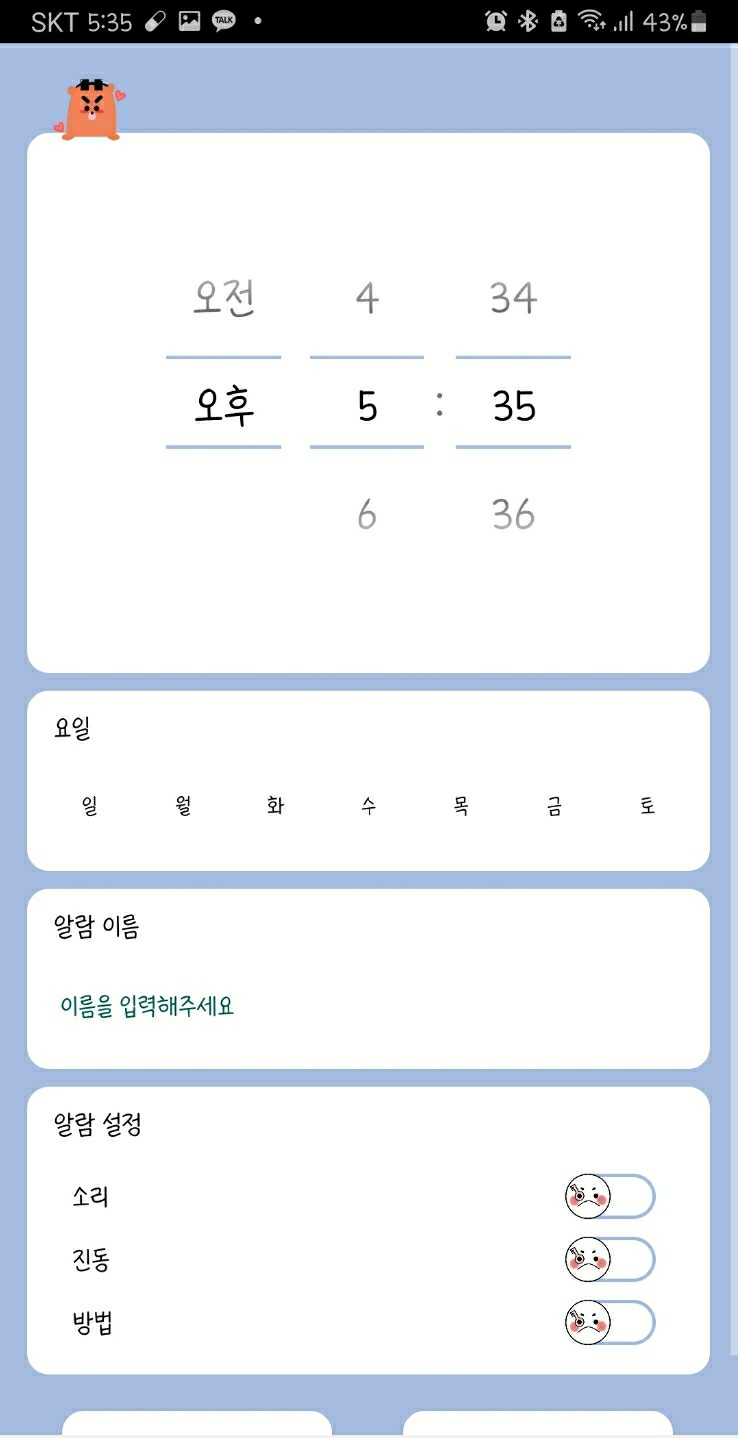 SKT 5:35 TALK 43%
오전 4 34
오후 5 : 35
6 36
요일
일 월 화 수 목 금 토
알람 이름
이름을 입력해주세요
알람 설정
소리
진동
방법